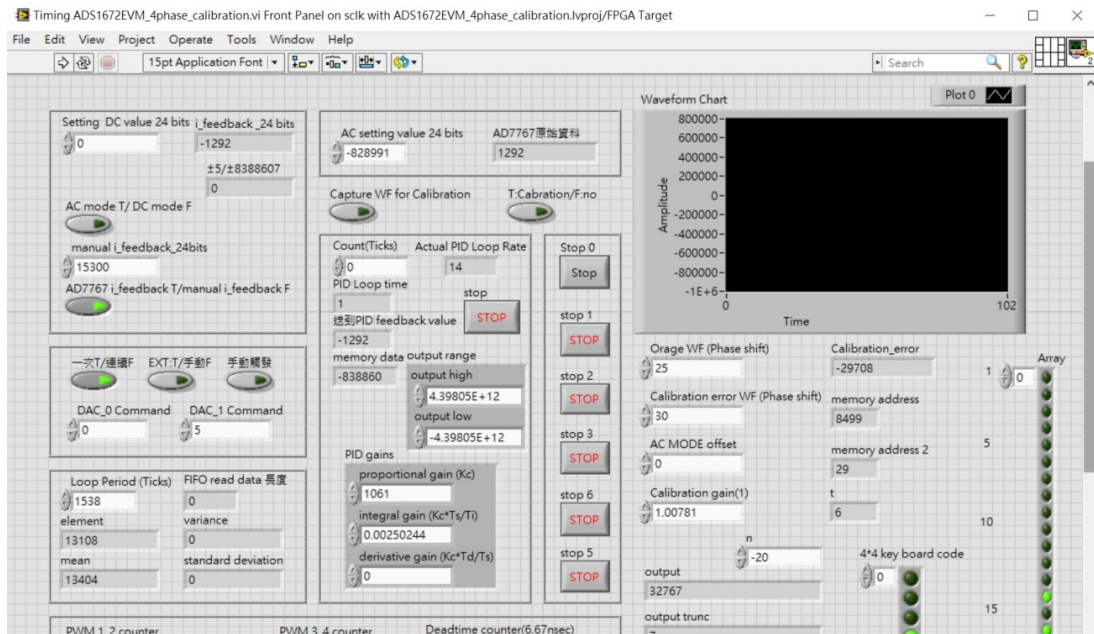 Timing ADS1672EVM_4phase_calibration.vi Front Panel on sclk with ADS1672EVM_4phase_calibration.lvproj/FPGA Target
File Edit View Project Operate Tools Window Help
15pt Application Font
Search
2
Setting DC value 24 bits
0
i_feedback _24 bits
-1292
±5/±8388607
0
AC mode T/ DC mode F
manual i_feedback_24bits
15300
AD7767 i_feedback T/manual i_feedback F
AC setting value 24 bits
-828991
AD7767原始資料
1292
Capture WF for Calibration
T:Cabration/F:no
Count(Ticks)
0
Actual PID Loop Rate
14
PID Loop time
1
stop
STOP
送到PID feedback value
-1292
memory data
-838860
output range
output high
4.39805E+12
output low
-4.39805E+12
PID gains
proportional gain (Kc)
1061
integral gain (Kc*Ts/Ti)
0.00250244
derivative gain (Kc*Td/Ts)
0
Stop 0
Stop
stop 1
STOP
stop 2
STOP
stop 3
STOP
stop 6
STOP
stop 5
STOP
一次T/連續F
EXT:T/手動F
手動觸發
DAC_0 Command
0
DAC_1 Command
5
Loop Period (Ticks)
1538
FIFO read data 長度
0
element
13108
variance
0
mean
13404
standard deviation
0
PWM 1, 2 counter
PWM 3, 4 counter
Deadtime counter(6.67nsec)
Waveform Chart
Plot 0
Amplitude
800000
600000
400000
200000
0
-200000
-400000
-600000
-800000
-1E+6
0
102
Time
Orage WF (Phase shift)
25
Calibration_error
-29708
Calibration error WF (Phase shift)
30
memory address
8499
AC MODE offset
0
memory address 2
29
Calibration gain(1)
1.00781
t
6
n
-20
output
32767
output trunc
4*4 key board code
0
Array
0
1
5
10
15